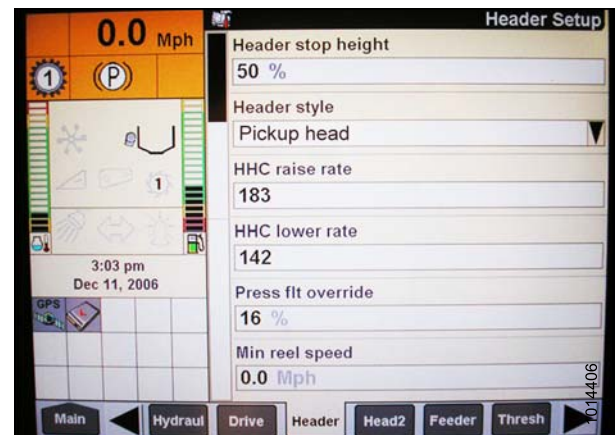 0.0 Mph
Header Setup
Header stop height
50 %
1
(P)
Header style
Pickup head
HHC raise rate
183
1
HHC lower rate
142
3:03 pm
Dec 11, 2006
Press flt override
16 %
GPS
Min reel speed
0.0 Mph
1014406
Main
Hydraul
Drive
Header
Head2
Feeder
Thresh